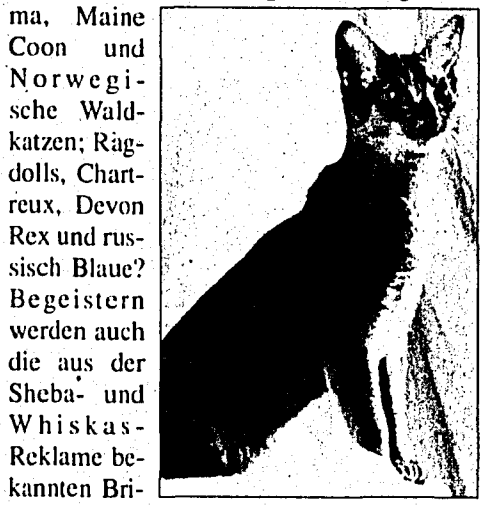 ma, Maine
Coon und
Norwegi-
sche Wald-
katzen; Rag-
dolls, Chart-
reux, Devon
Rex und rus-
sisch Blaue?
Begeistern
werden auch
die aus der
Sheba- und
Whiskas-
Reklame be-
kannten Bri-